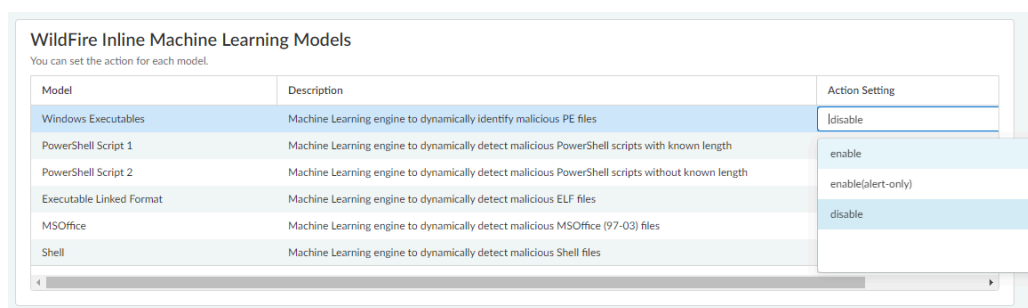 WildFire Inline Machine Learning Models
You can set the action for each model.
Model Description Action Setting
Windows Executables Machine Learning engine to dynamically identify malicious PE files disable
PowerShell Script 1 Machine Learning engine to dynamically detect malicious PowerShell scripts with known length
enable
PowerShell Script 2 Machine Learning engine to dynamically detect malicious PowerShell scripts without known length
enable(alert-only)
Executable Linked Format Machine Learning engine to dynamically detect malicious ELF files
disable
MSOffice Machine Learning engine to dynamically detect malicious MSOffice (97-03) files
Shell Machine Learning engine to dynamically detect malicious Shell files